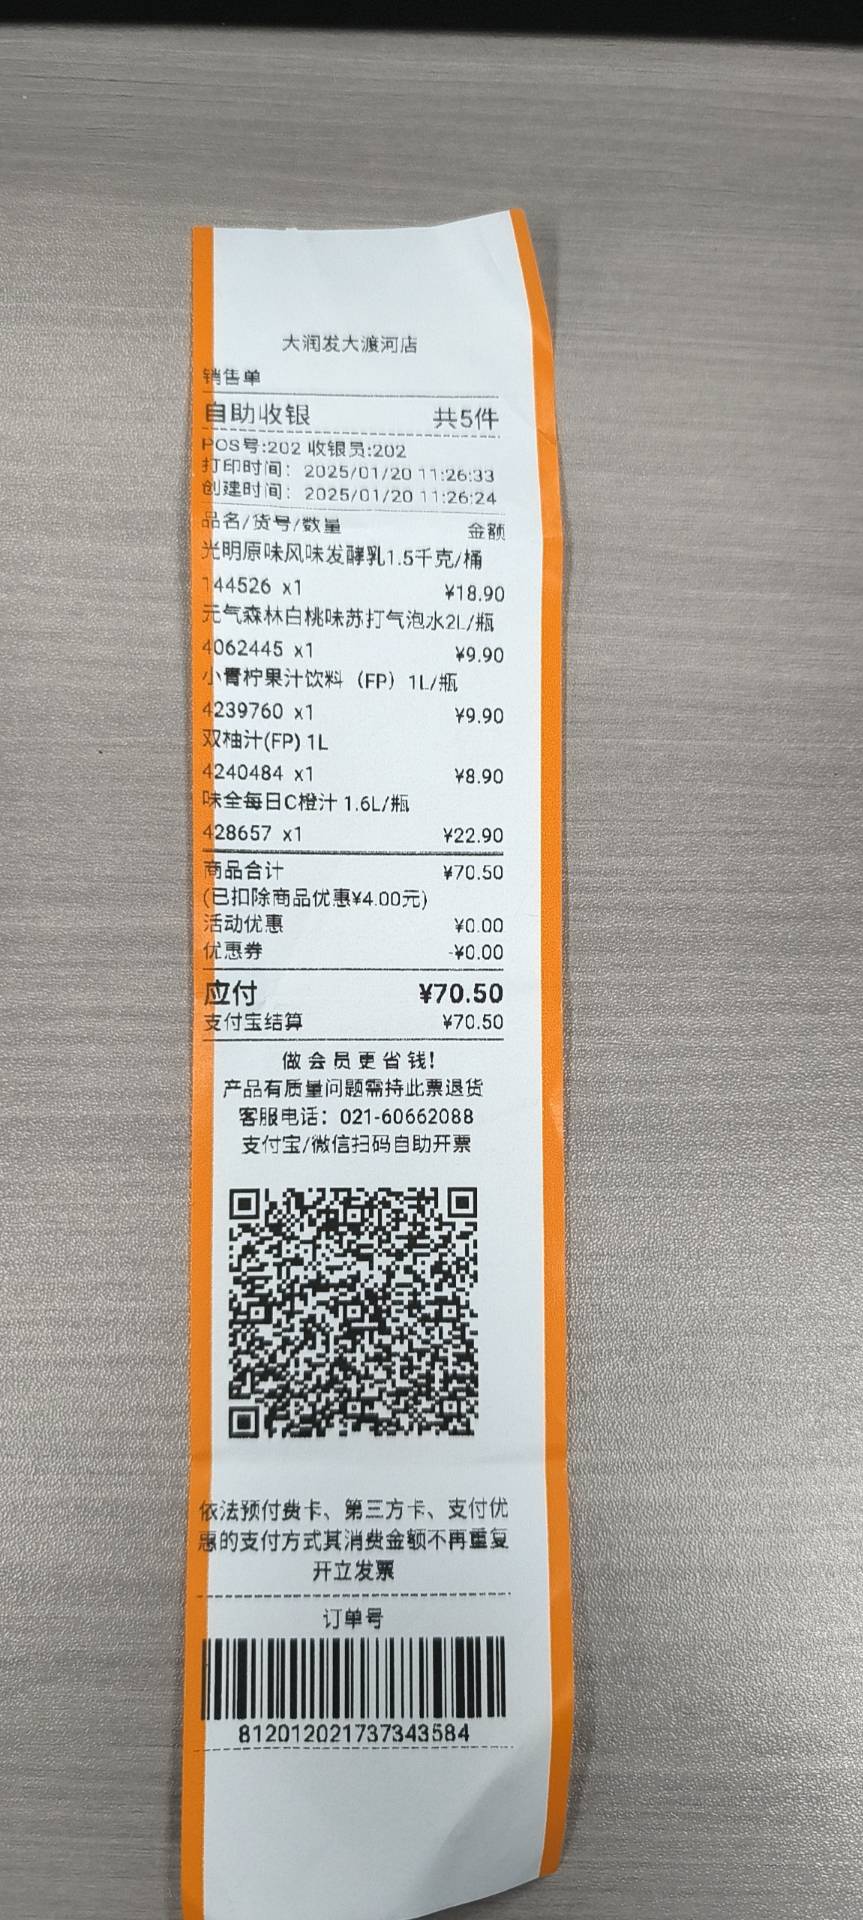 大润发大渡河店
销售单
自助收银 共5件
POS号:202 收银员:202
打印时间: 2025/01/20 11:26:33
创建时间: 2025/01/20 11:26:24
品名/货号/数量 金额
光明原味风味发酵乳1.5千克/桶
144526 x1 ¥18.90
元气森林白桃味苏打气泡水2L/瓶
4062445 x1 ¥9.90
小青柠果汁饮料（FP）1L/瓶
4239760 x1 ¥9.90
双柚汁(FP) 1L
4240484 x1 ¥8.90
味全每日C橙汁 1.6L/瓶
428657 x1 ¥22.90
商品合计 ¥70.50
(已扣除商品优惠¥4.00元)
活动优惠 ¥0.00
优惠券 -¥0.00
应付 ¥70.50
支付宝结算 ¥70.50
做会员更省钱!
产品有质量问题需持此票退货
客服电话：021-60662088
支付宝/微信扫码自助开票
依法预付费卡、第三方卡、支付优
惠的支付方式其消费金额不再重复
开立发票
订单号
812012021737343584